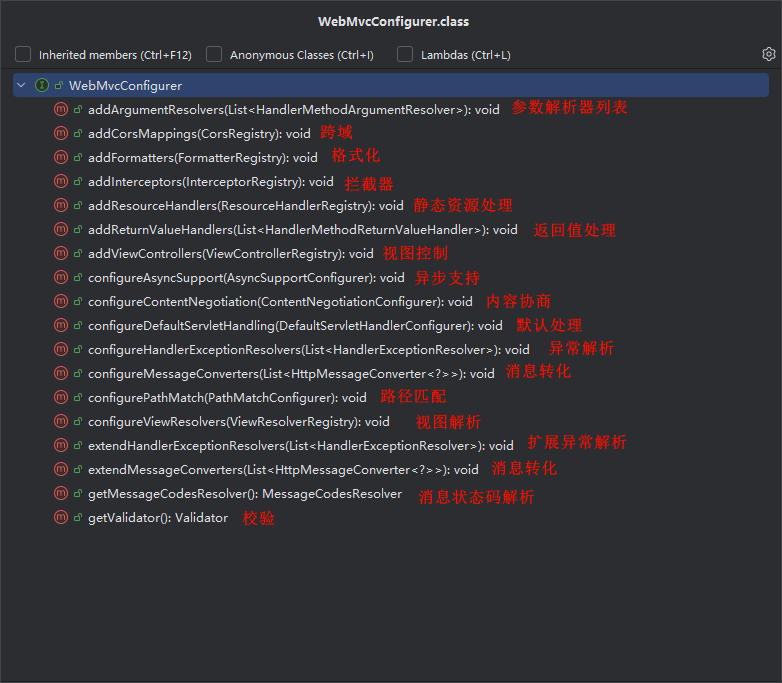 WebMvcConfigurer.class
Inherited members (Ctrl+F12) Anonymous Classes (Ctrl+I) Lambdas (Ctrl+L)
WebMvcConfigurer
addArgumentResolvers(List<HandlerMethodArgumentResolver>): void 参数解析器列表
addCorsMappings(CorsRegistry): void 跨域
addFormatters(FormatterRegistry): void 格式化
addInterceptors(InterceptorRegistry): void 拦截器
addResourceHandlers(ResourceHandlerRegistry): void 静态资源处理
addReturnValueHandlers(List<HandlerMethodReturnValueHandler>): void 返回值处理
addViewControllers(ViewControllerRegistry): void 视图控制
configureAsyncSupport(AsyncSupportConfigurer): void 异步支持
configureContentNegotiation(ContentNegotiationConfigurer): void 内容协商
configureDefaultServletHandling(DefaultServletHandlerConfigurer): void 默认处理
configureHandlerExceptionResolvers(List<HandlerExceptionResolver>): void 异常解析
configureMessageConverters(List<HttpMessageConverter<?>>): void 消息转化
configurePathMatch(PathMatchConfigurer): void 路径匹配
configureViewResolvers(ViewResolverRegistry): void 视图解析
extendHandlerExceptionResolvers(List<HandlerExceptionResolver>): void 扩展异常解析
extendMessageConverters(List<HttpMessageConverter<?>>): void 消息转化
getMessageCodesResolver(): MessageCodesResolver 消息状态码解析
getValidator(): Validator 校验